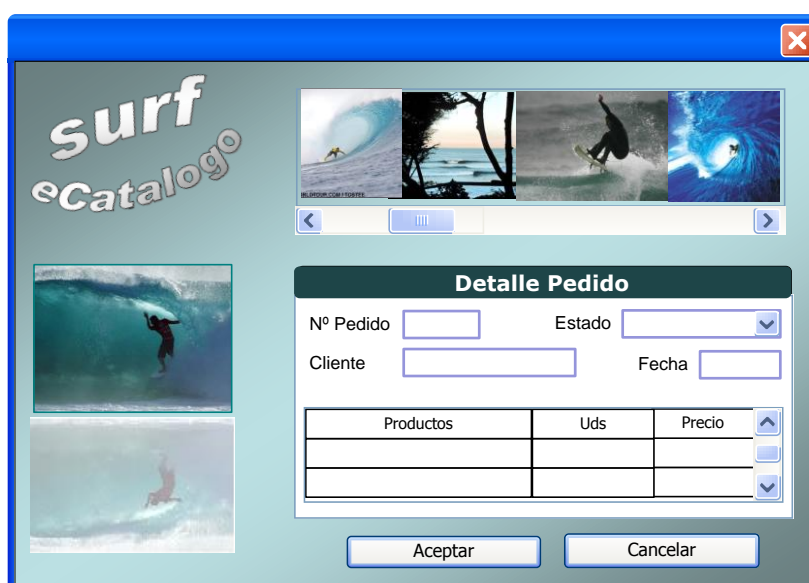 surf
eCatalogo
Detalle Pedido
Nº Pedido
Estado
Cliente
Fecha
Productos Uds Precio
Aceptar Cancelar